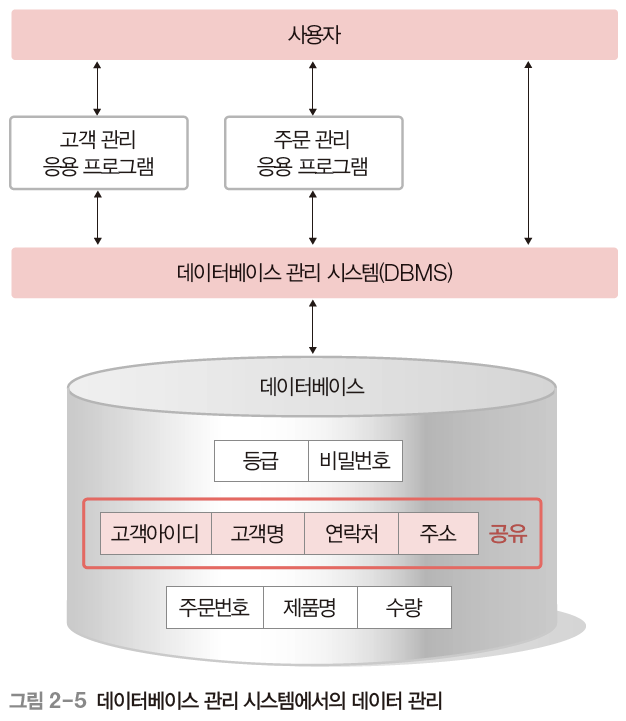 사용자
고객 관리
응용 프로그램
주문 관리
응용 프로그램
데이터베이스 관리 시스템(DBMS)
데이터베이스
등급 비밀번호
고객아이디 고객명 연락처 주소 공유
주문번호 제품명 수량
그림 2-5 데이터베이스 관리 시스템에서의 데이터 관리